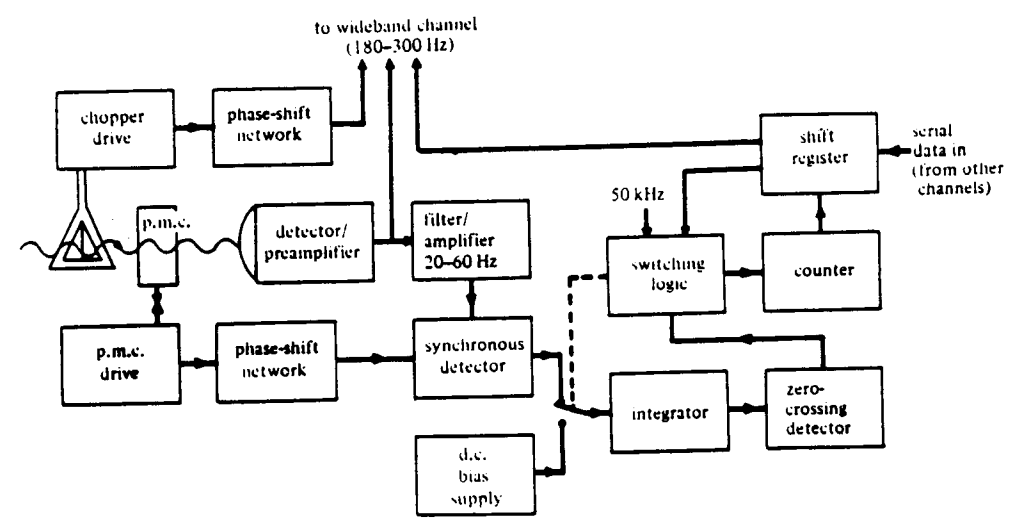 to wideband channel
(180–300 Hz)
chopper
drive
phase-shift
network
shift
register
serial
data in
(from other
channels)
50 kHz
p.m.c.
detector/
preamplifier
filter/
amplifier
20–60 Hz
switching
logic
counter
p.m.c.
drive
phase-shift
network
synchronous
detector
integrator
zero-
crossing
detector
d.c.
bias
supply